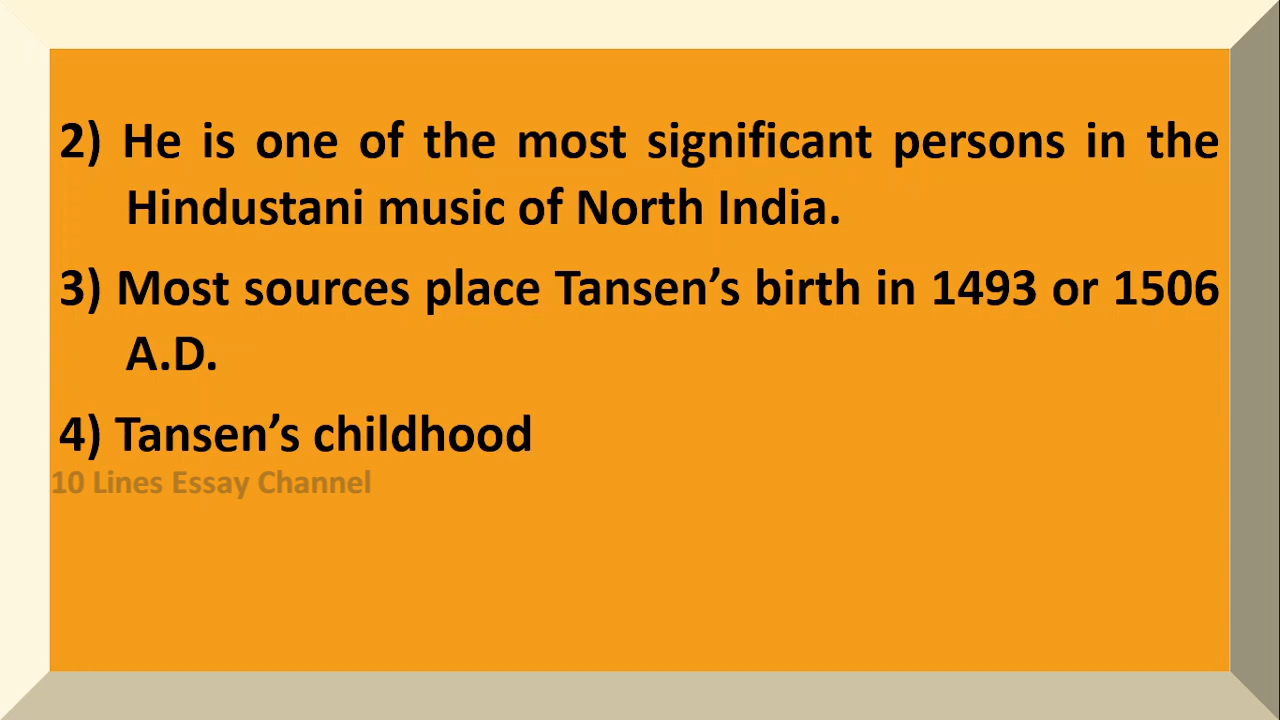 2) He is one of the most significant persons in the
Hindustani music of North India.
3) Most sources place Tansen’s birth in 1493 or 1506
A.D.
4) Tansen’s childhood
10 Lines Essay Channel